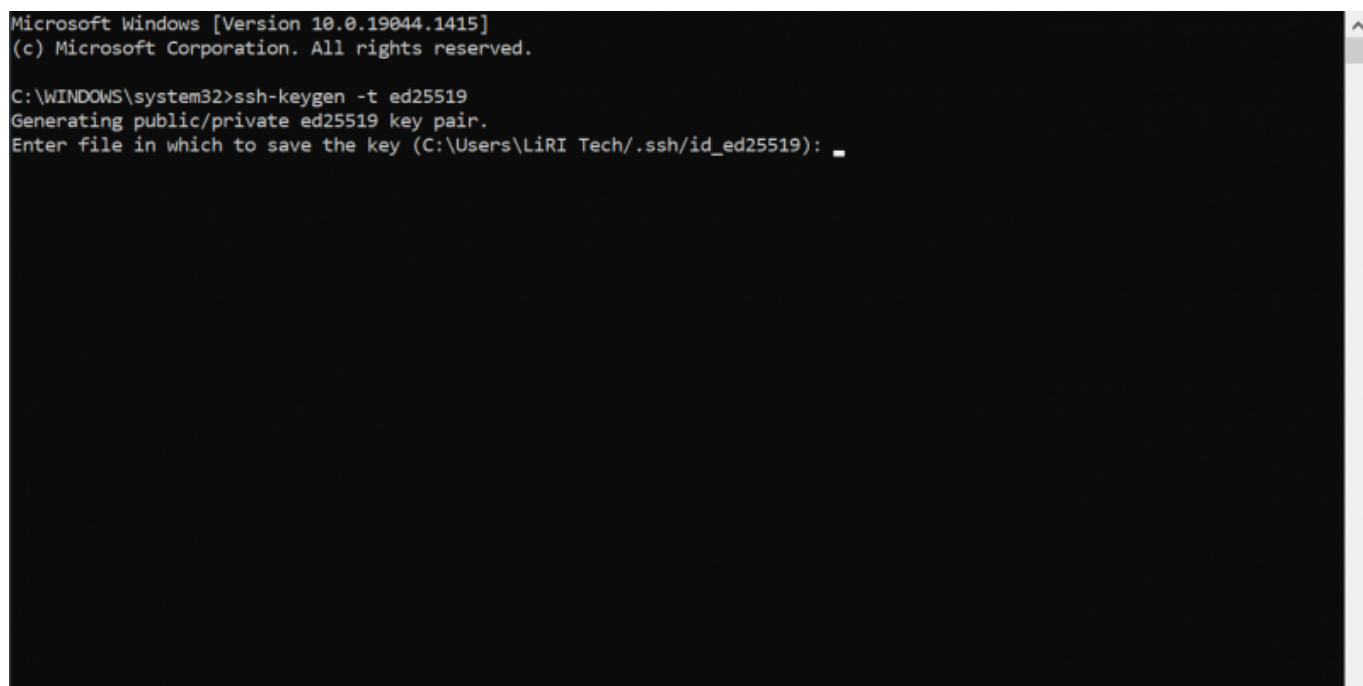 Microsoft Windows [Version 10.0.19044.1415]
(c) Microsoft Corporation. All rights reserved.
C:\WINDOWS\system32>ssh-keygen -t ed25519
Generating public/private ed25519 key pair.
Enter file in which to save the key (C:\Users\LiRI Tech/.ssh/id_ed25519):